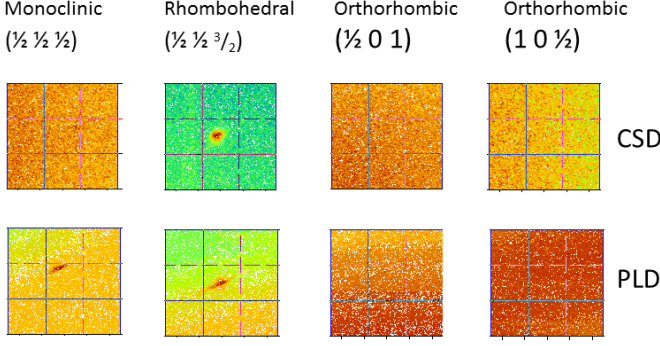 Monoclinic Rhombohedral Orthorhombic Orthorhombic
(½ ½ ½) (½ ½ ³/₂) (½ 0 1) (1 0 ½)
CSD
PLD